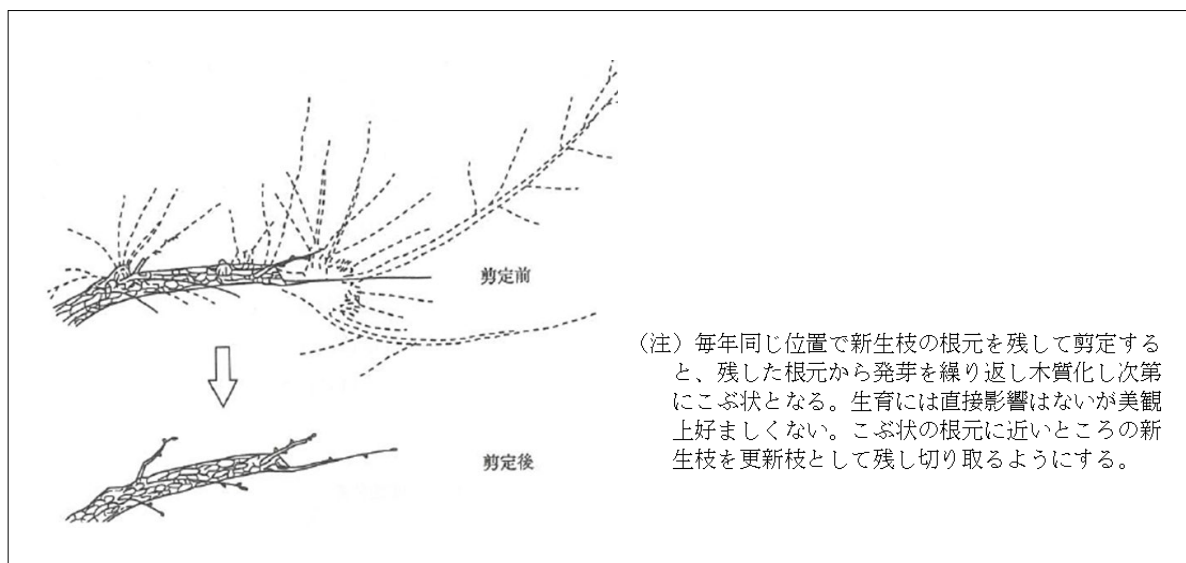 剪定前
(注)毎年同じ位置で新生枝の根元を残して剪定する
と、残した根元から発芽を繰り返し木質化し次第
にこぶ状となる。生育には直接影響はないが美観
上好ましくない。こぶ状の根元に近いところの新
生枝を更新枝として残し切り取るようにする。
剪定後